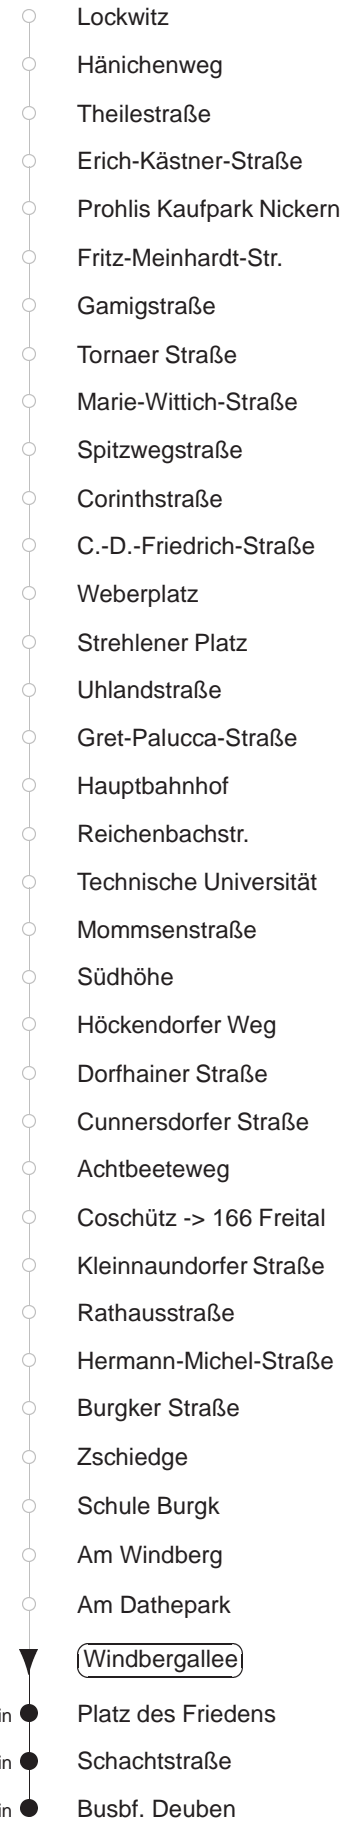 Lockwitz
Hänichenweg
Theilestraße
Erich-Kästner-Straße
Prohlis Kaufpark Nickern
Fritz-Meinhardt-Str.
Gamigstraße
Tornaer Straße
Marie-Wittich-Straße
Spitzwegstraße
Corinthstraße
C.-D.-Friedrich-Straße
Weberplatz
Strehlener Platz
Uhlandstraße
Gret-Palucca-Straße
Hauptbahnhof
Reichenbachstr.
Technische Universität
Mommsenstraße
Südhöhe
Höckendorfer Weg
Dorfhainer Straße
Cunnersdorfer Straße
Achtbeeteweg
Coschütz -> 166 Freital
Kleinnaundorfer Straße
Rathausstraße
Hermann-Michel-Straße
Burgker Straße
Zschiedge
Schule Burgk
Am Windberg
Am Dathepark
Windbergallee
Platz des Friedens
Schachtstraße
Busbf. Deuben